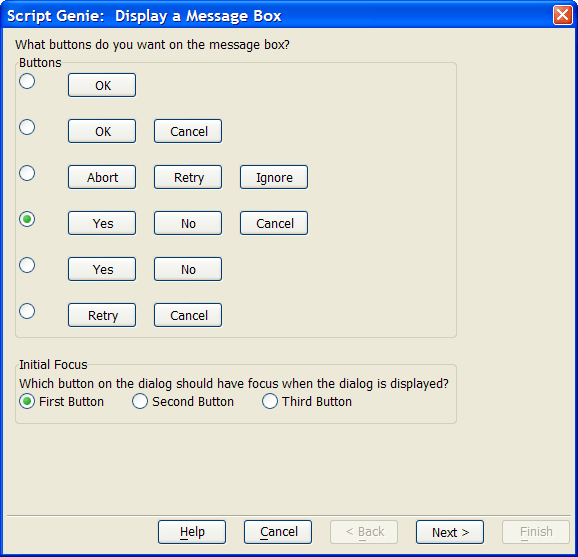 Script Genie:  Display a Message Box
What buttons do you want on the message box?
Buttons
OK
OK Cancel
Abort Retry Ignore
Yes No Cancel
Yes No
Retry Cancel
Initial Focus
Which button on the dialog should have focus when the dialog is displayed?
First Button Second Button Third Button
Help Cancel < Back Next > Finish